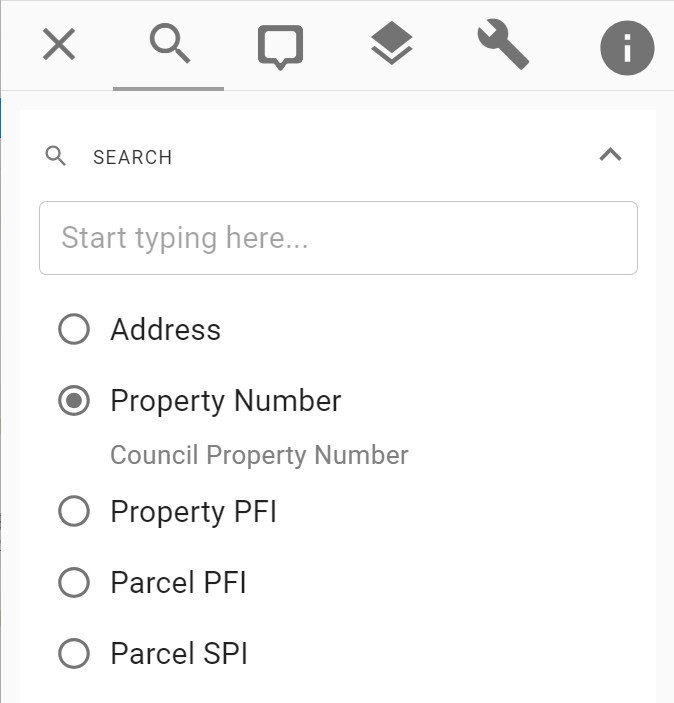 SEARCH
Start typing here...
Address
Property Number
Council Property Number
Property PFI
Parcel PFI
Parcel SPI